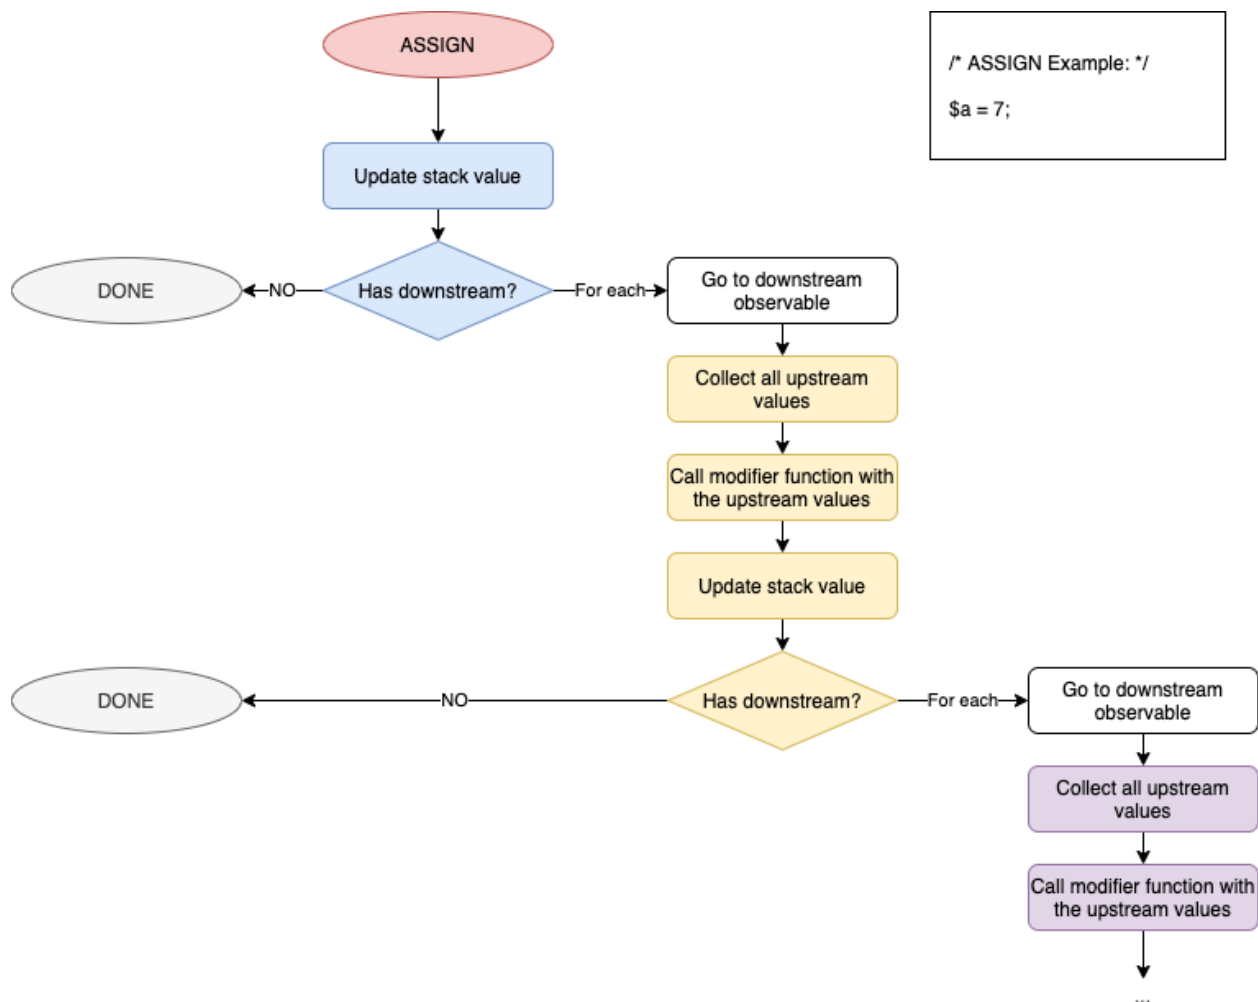 ASSIGN
/* ASSIGN Example: */
$a = 7;
Update stack value
DONE
NO
Has downstream?
For each
Go to downstream
observable
Collect all upstream
values
Call modifier function with
the upstream values
Update stack value
DONE
NO
Has downstream?
For each
Go to downstream
observable
Collect all upstream
values
Call modifier function with
the upstream values
...